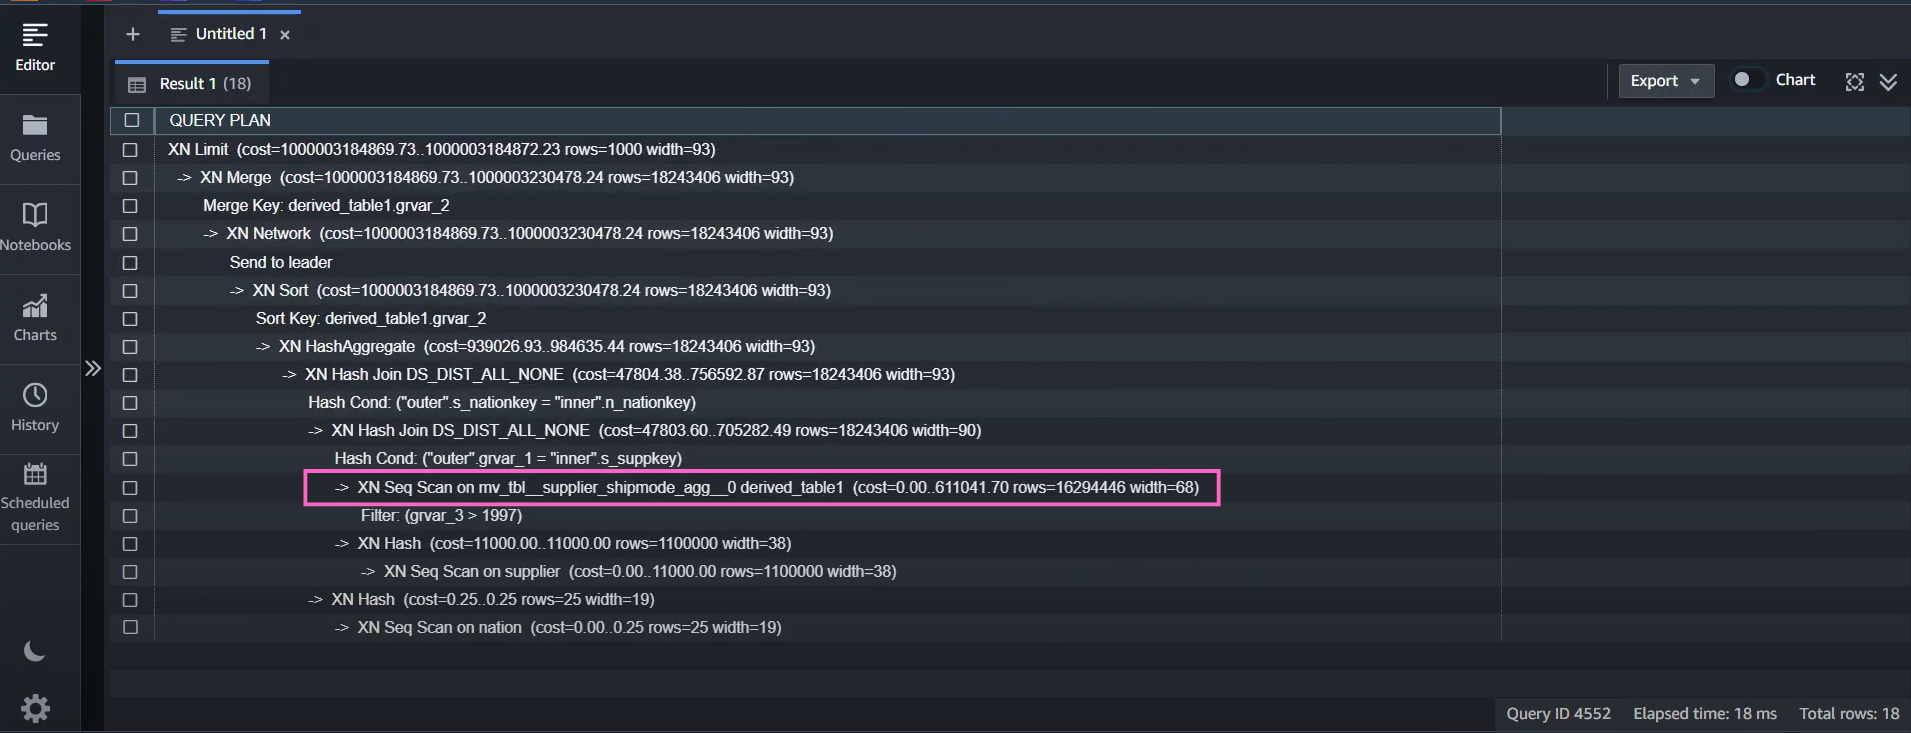 Editor
Queries
Notebooks
Charts
History
Scheduled
queries
+ Untitled 1 ×
Result 1 (18)
Export
Chart
QUERY PLAN
XN Limit (cost=1000003184869.73..1000003184872.23 rows=1000 width=93)
-> XN Merge (cost=1000003184869.73..1000003230478.24 rows=18243406 width=93)
Merge Key: derived_table1.grvar_2
-> XN Network (cost=1000003184869.73..1000003230478.24 rows=18243406 width=93)
Send to leader
-> XN Sort (cost=1000003184869.73..1000003230478.24 rows=18243406 width=93)
Sort Key: derived_table1.grvar_2
-> XN HashAggregate (cost=939026.93..984635.44 rows=18243406 width=93)
-> XN Hash Join DS_DIST_ALL_NONE (cost=47804.38..756592.87 rows=18243406 width=93)
Hash Cond: ("outer".s_nationkey = "inner".n_nationkey)
-> XN Hash Join DS_DIST_ALL_NONE (cost=47803.60..705282.49 rows=18243406 width=90)
Hash Cond: ("outer".grvar_1 = "inner".s_suppkey)
-> XN Seq Scan on mv_tbl__supplier_shipmode_agg__0 derived_table1 (cost=0.00..611041.70 rows=16294446 width=68)
Filter: (grvar_3 > 1997)
-> XN Hash (cost=11000.00..11000.00 rows=1100000 width=38)
-> XN Seq Scan on supplier (cost=0.00..11000.00 rows=1100000 width=38)
-> XN Hash (cost=0.25..0.25 rows=25 width=19)
-> XN Seq Scan on nation (cost=0.00..0.25 rows=25 width=19)
Query ID 4552 Elapsed time: 18 ms Total rows: 18